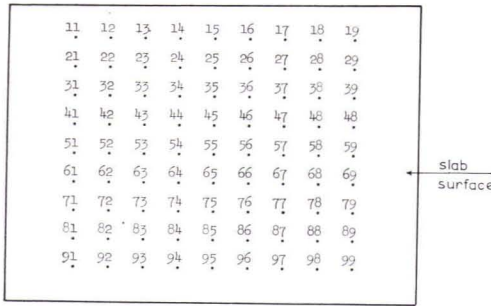 11 12 13 14 15 16 17 18 19
21 22 23 24 25 26 27 28 29
31 32 33 34 35 36 37 38 39
41 42 43 44 45 46 47 48 48
51 52 53 54 55 56 57 58 59
61 62 63 64 65 66 67 68 69
71 72 73 74 75 76 77 78 79
81 82 83 84 85 86 87 88 89
91 92 93 94 95 96 97 98 99
slab
surface